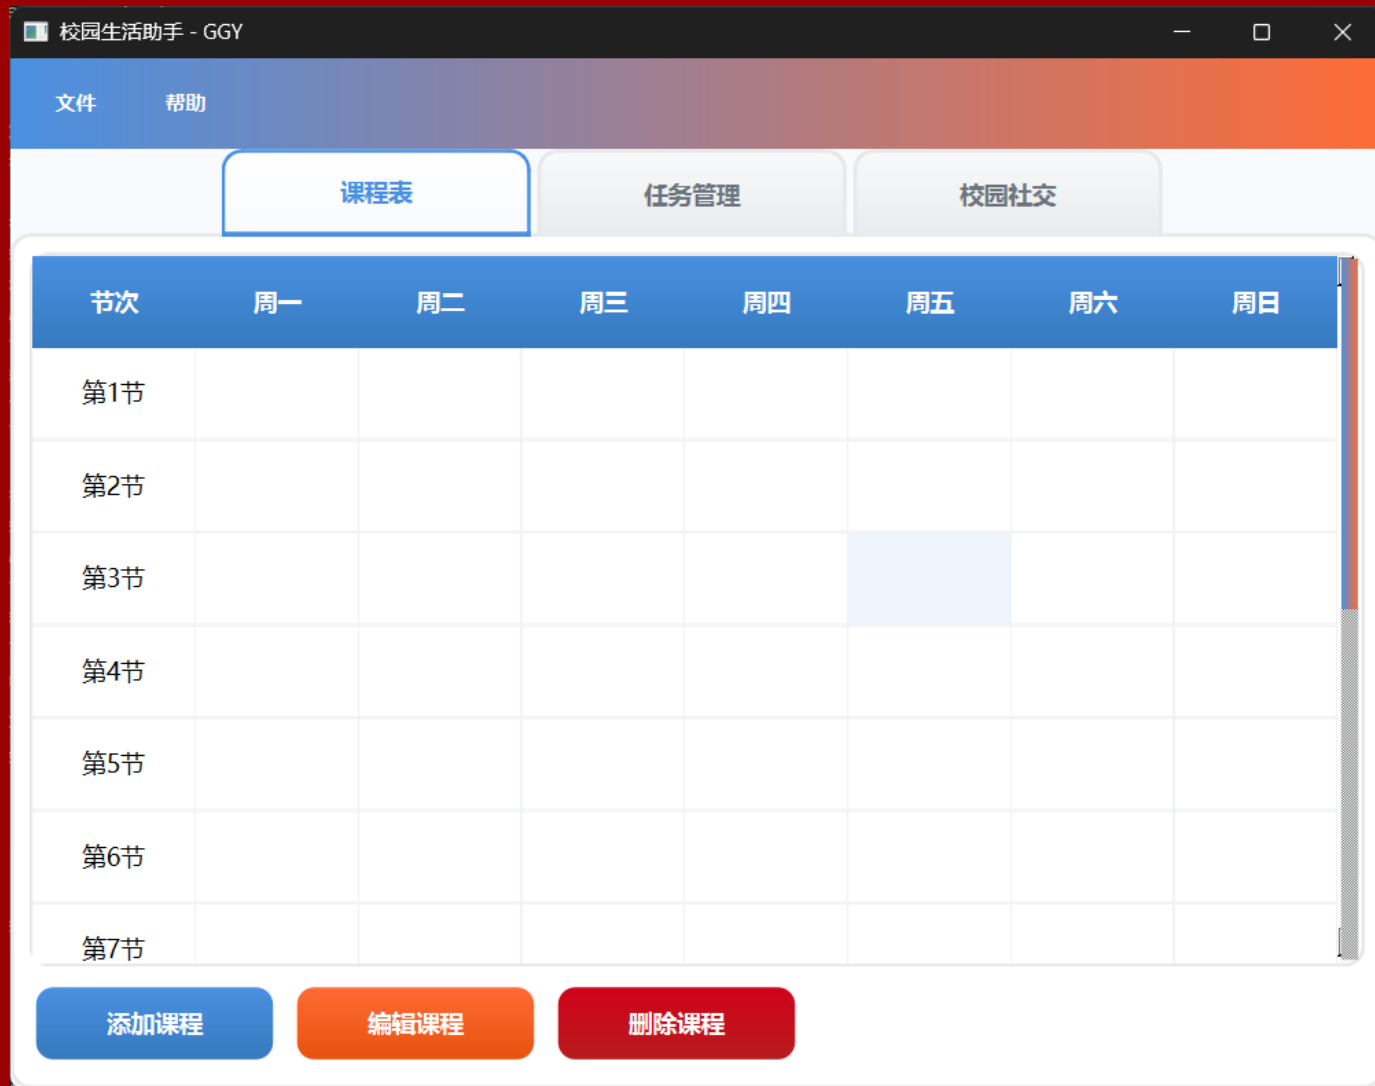 校园生活助手 - GGY
文件 帮助
课程表 任务管理 校园社交
节次 周一 周二 周三 周四 周五 周六 周日
第1节
第2节
第3节
第4节
第5节
第6节
第7节
添加课程 编辑课程 删除课程